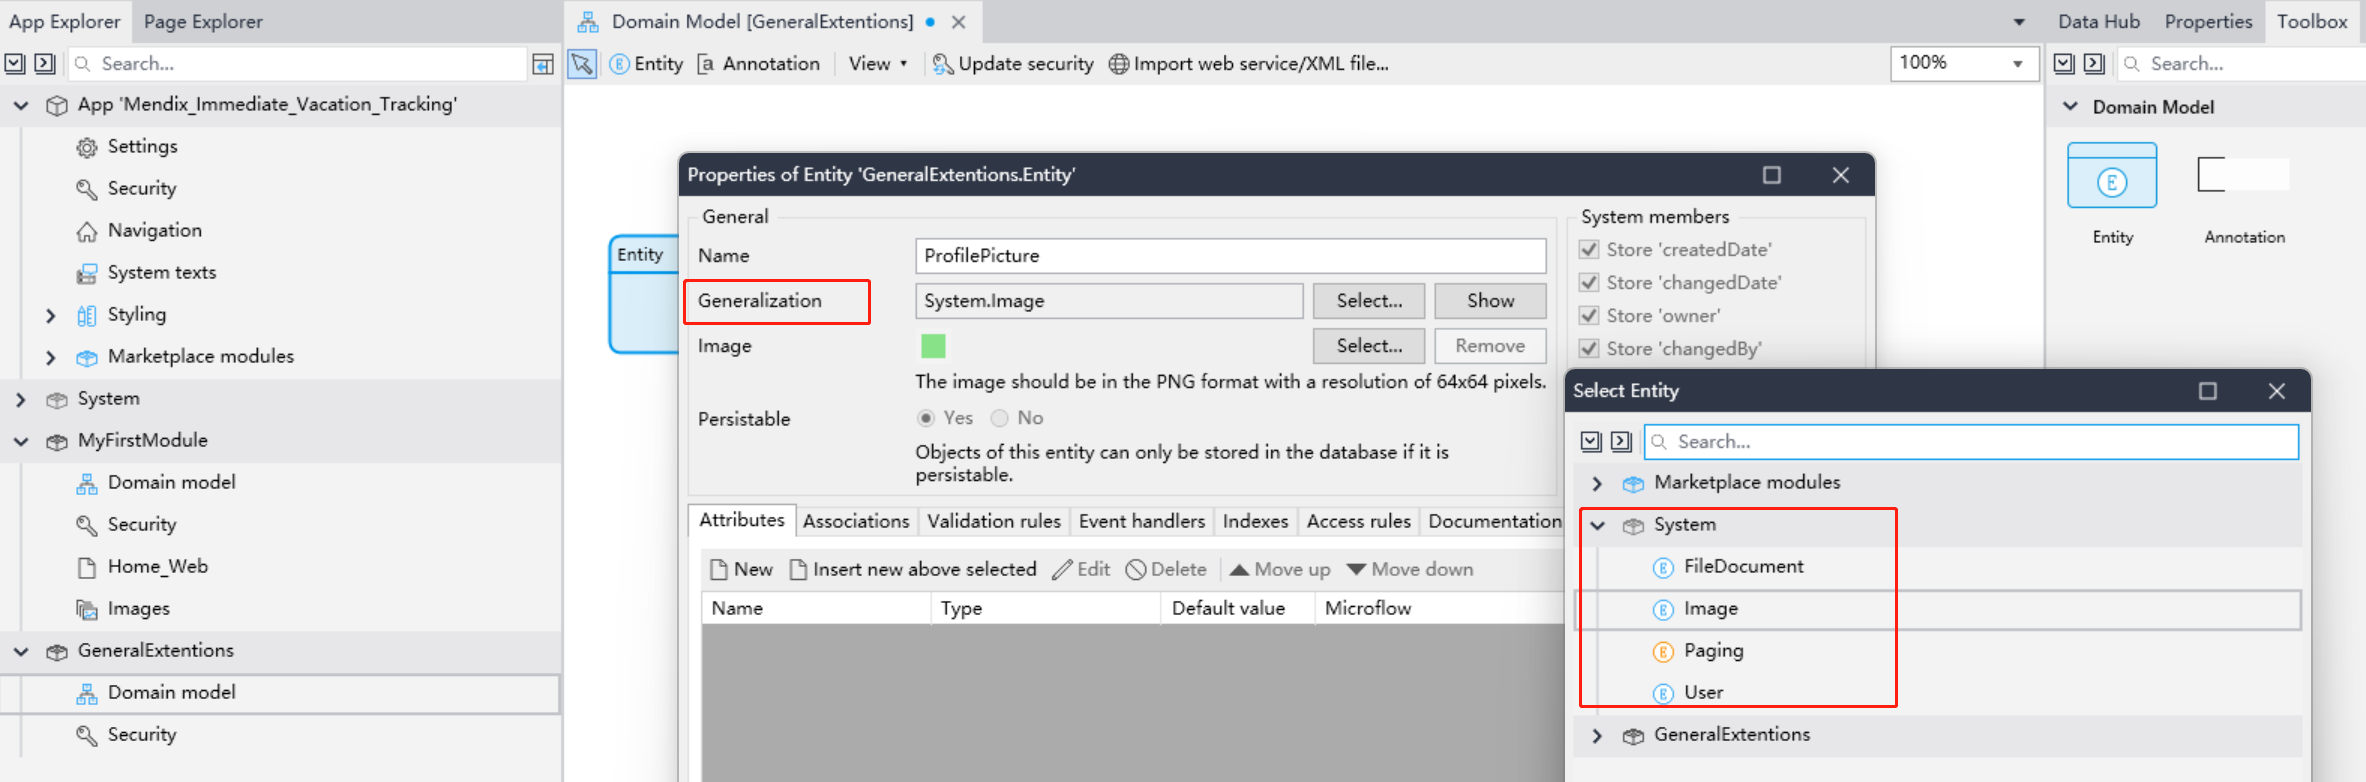 App Explorer
Page Explorer
Search...
App 'Mendix_Immediate_Vacation_Tracking'
Settings
Security
Navigation
System texts
Styling
Marketplace modules
System
MyFirstModule
Domain model
Security
Home_Web
Images
GeneralExtentions
Domain model
Security
Domain Model [GeneralExtentions]
Entity
a Annotation
View
Update security
Import web service/XML file...
100%
Entity
Properties of Entity 'GeneralExtentions.Entity'
General
Name
ProfilePicture
Generalization
System.Image
Select...
Show
Image
Select...
Remove
The image should be in the PNG format with a resolution of 64x64 pixels.
Persistable
Yes
No
Objects of this entity can only be stored in the database if it is
persistable.
System members
Store 'createdDate'
Store 'changedDate'
Store 'owner'
Store 'changedBy'
Attributes
Associations
Validation rules
Event handlers
Indexes
Access rules
Documentation
New
Insert new above selected
Edit
Delete
Move up
Move down
Name
Type
Default value
Microflow
Select Entity
Search...
Marketplace modules
System
E FileDocument
E Image
E Paging
E User
GeneralExtentions
Data Hub
Properties
Toolbox
Search...
Domain Model
E
Entity
Annotation